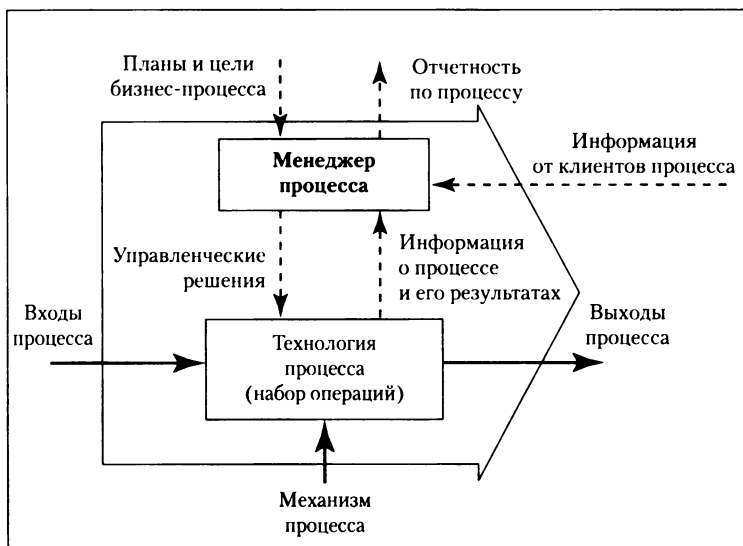 Планы и цели
бизнес-процесса
Отчетность
по процессу
Менеджер
процесса
Информация
от клиентов процесса
Управленческие
решения
Информация
о процессе
и его результатах
Входы
процесса
Технология
процесса
(набор операций)
Выходы
процесса
Механизм
процесса